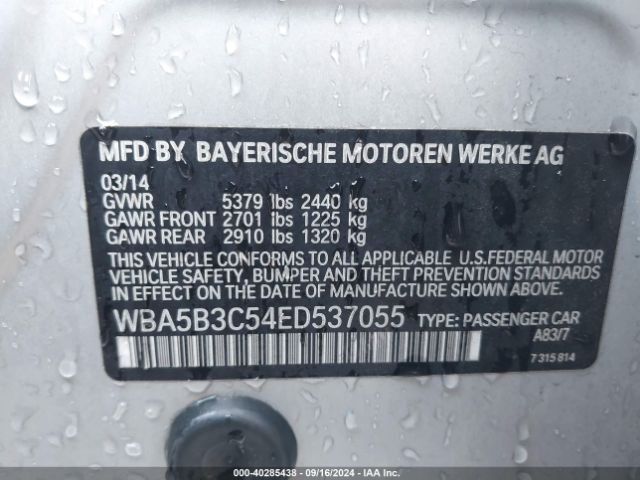 MFD BY BAYERISCHE MOTOREN WERKE AG
03/14
GVWR 5379 lbs 2440 kg
GAWR FRONT 2701 lbs 1225 kg
GAWR REAR 2910 lbs 1320 kg
THIS VEHICLE CONFORMS TO ALL APPLICABLE U.S.FEDERAL MOTOR
VEHICLE SAFETY, BUMPER AND THEFT PREVENTION STANDARDS
IN EFFECT ON THE DATE OF MANUFACTURE SHOWN ABOVE.
WBA5B3C54ED537055 TYPE: PASSENGER CAR
A83/7
7 315 814
000-40285438 - 09/16/2024 - IAA Inc.